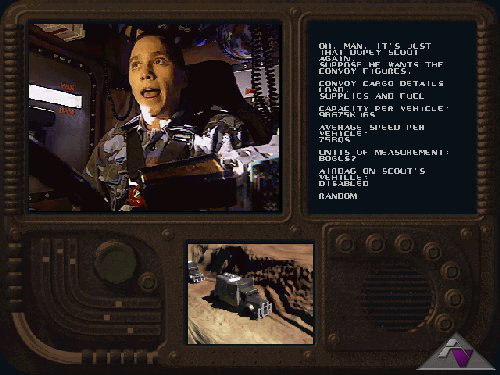 OH, MAN, IT'S JUST
THAT DOPEY SCOUT
AGAIN
SUPPOSE HE WANTS THE
CONVOY FIGURES.
CONVOY CARGO DETAILS
LOAD:
SUPPLIES AND FUEL
CAPACITY PER VEHICLE:
AVERAGE SPEED PER
VEHICLE:
UNITS OF MEASUREMENT:
BOGUS?
AIRBAG ON SCOUT'S
VEHICLE:
DISABLED
RANDOM